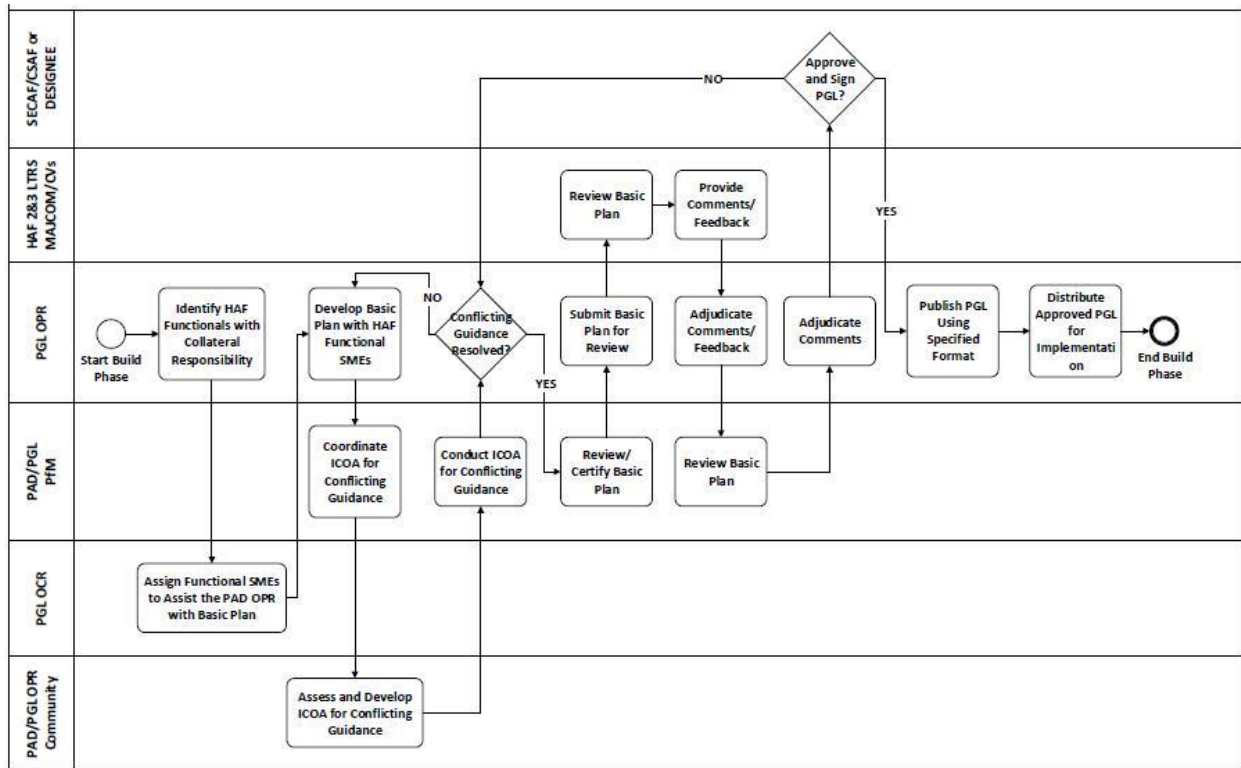 SECAF/CSAF or
DESIGNEE
Approve
and Sign
PGL?
NO
YES
HAF 2&3 LTRS
MAJCOM/CVs
Review Basic
Plan
Provide
Comments/
Feedback
PGL OPR
Start Build
Phase
Identify HAF
Functionals with
Collateral
Responsibility
Develop Basic
Plan with HAF
Functional
SMEs
NO
Conflicting
Guidance
Resolved?
YES
Submit Basic
Plan for
Review
Adjudicate
Comments/
Feedback
Adjudicate
Comments
Publish PGL
Using
Specified
Format
Distribute
Approved PGL
for
Implementati
on
End Build
Phase
PAD/PGL
PfM
Coordinate
ICOA for
Conflicting
Guidance
Conduct ICOA
for Conflicting
Guidance
Review/
Certify Basic
Plan
Review Basic
Plan
PGL OCR
Assign Functional SMEs
to Assist the PAD OPR
with Basic Plan
PAD/PGLOPR
Community
Assess and Develop
ICOA for Conflicting
Guidance